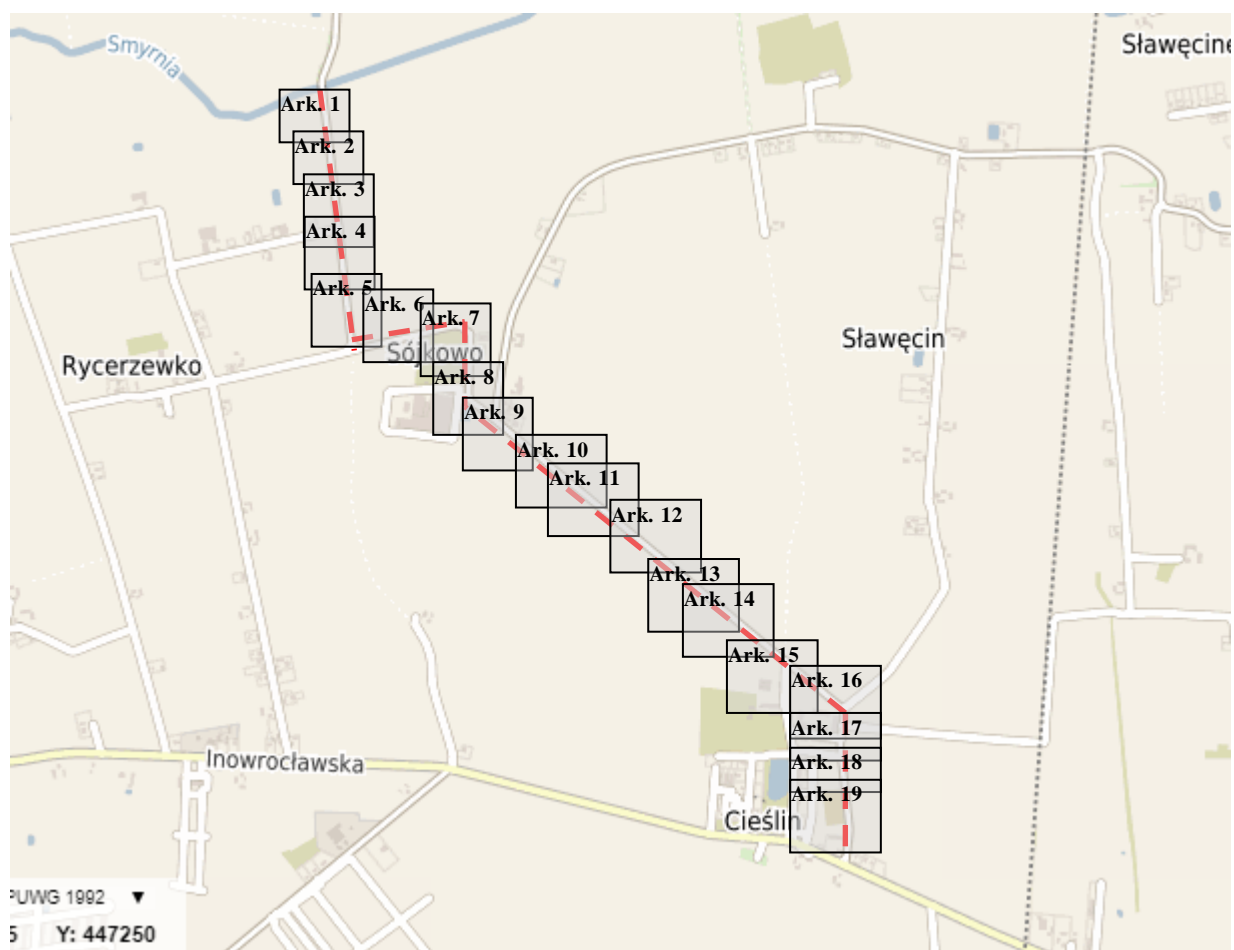 Smyrnia
Sławęcine
Ark. 1
Ark. 2
Ark. 3
Ark. 4
Ark. 5
Ark. 6
Ark. 7
Sójkowo
Sławęcin
Rycerzewko
Ark. 8
Ark. 9
Ark. 10
Ark. 11
Ark. 12
Ark. 13
Ark. 14
Ark. 15
Ark. 16
Ark. 17
Inowrocławska
Ark. 18
Ark. 19
Cieślin
PUWG 1992 ▼
5 Y: 447250